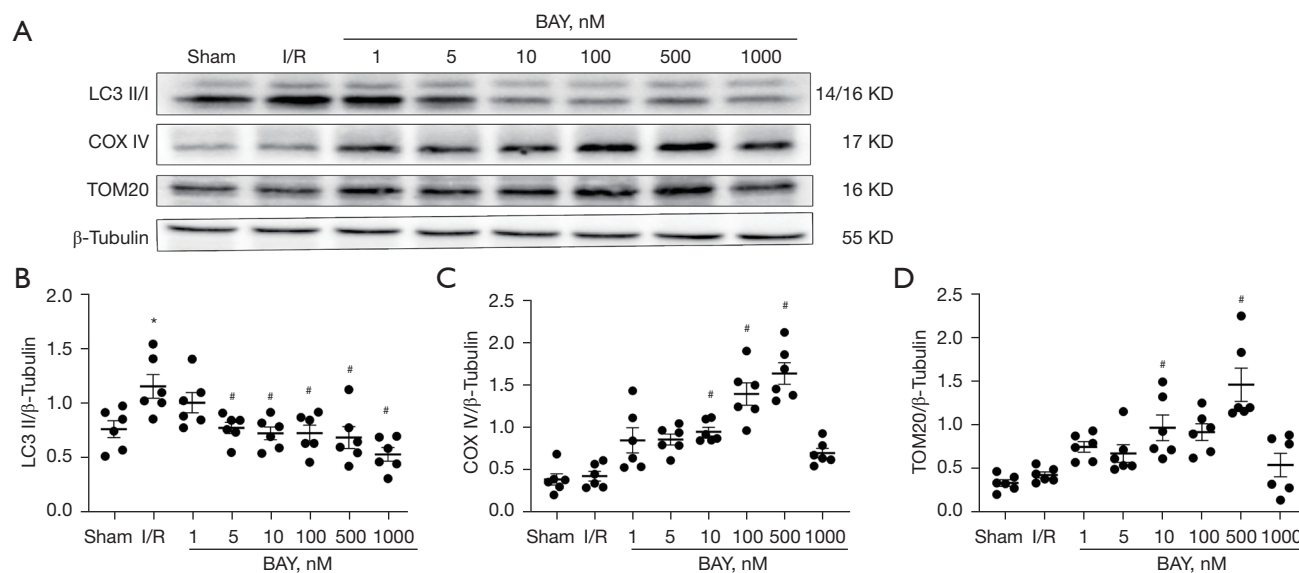 A
BAY, nM
Sham I/R 1 5 10 100 500 1000
LC3 II/I 14/16 KD
COX IV 17 KD
TOM20 16 KD
β-Tubulin 55 KD
B
LC3 II/β-Tubulin
2.0
1.5
1.0
0.5
0.0
*
# # # # #
Sham I/R 1 5 10 100 500 1000
BAY, nM
C
COX IV/β-Tubulin
2.5
2.0
1.5
1.0
0.5
0.0
# # #
Sham I/R 1 5 10 100 500 1000
BAY, nM
D
TOM20/β-Tubulin
2.5
2.0
1.5
1.0
0.5
0.0
# #
Sham I/R 1 5 10 100 500 1000
BAY, nM